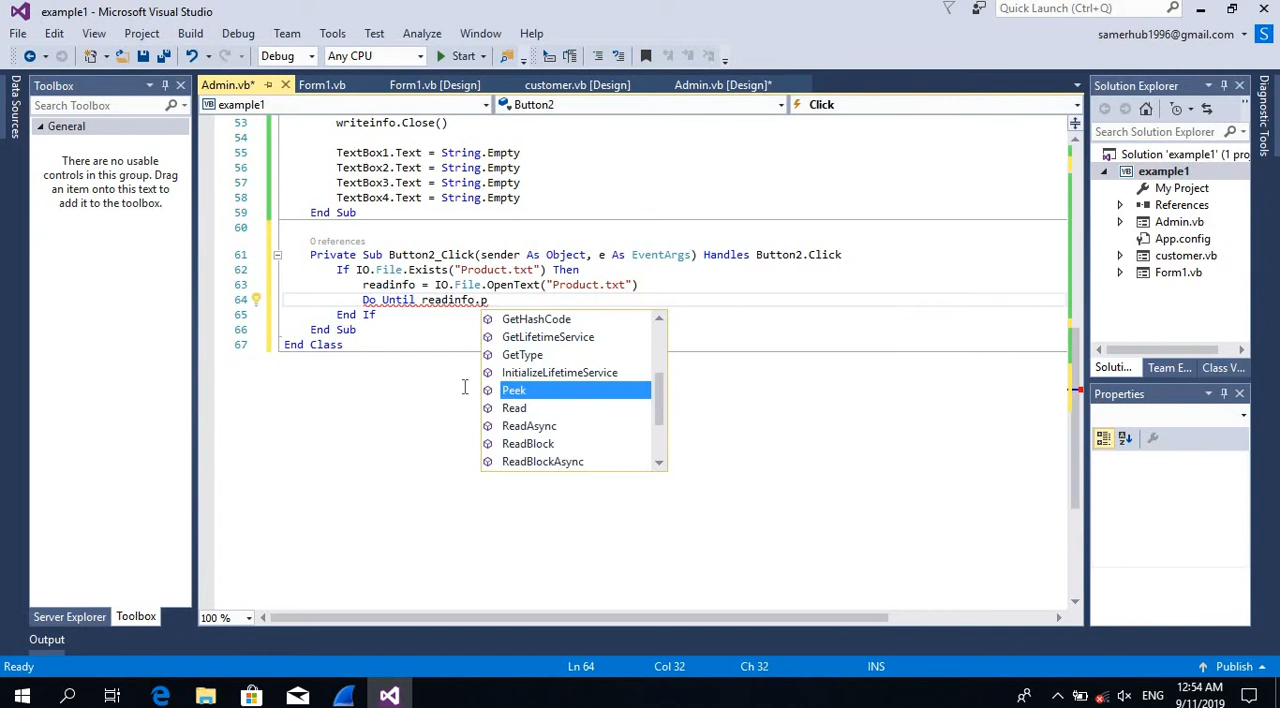 example1 - Microsoft Visual Studio
Quick Launch (Ctrl+Q)
File Edit View Project Build Debug Team Tools Test Analyze Window Help
samerhub1996@gmail.com S
Debug Any CPU Start
Data Sources
Toolbox
Search Toolbox
General
There are no usable
controls in this group. Drag
an item onto this text to
add it to the toolbox.
Server Explorer Toolbox
Admin.vb* Form1.vb Form1.vb [Design] customer.vb [Design] Admin.vb [Design]*
VB example1 Button2 Click
53 writeinfo.Close()
54
55 TextBox1.Text = String.Empty
56 TextBox2.Text = String.Empty
57 TextBox3.Text = String.Empty
58 TextBox4.Text = String.Empty
59 End Sub
60
0 references
61 Private Sub Button2_Click(sender As Object, e As EventArgs) Handles Button2.Click
62 If IO.File.Exists("Product.txt") Then
63 readinfo = IO.File.OpenText("Product.txt")
64 Do Until readinfo.p
65 End If
66 End Sub
67 End Class
GetHashCode
GetLifetimeService
GetType
InitializeLifetimeService
Peek
Read
ReadAsync
ReadBlock
ReadBlockAsync
100 %
Solution Explorer
Search Solution Explorer
Solution 'example1' (1 proj
VB example1
My Project
References
Admin.vb
App.config
customer.vb
Form1.vb
Soluti... Team E... Class V...
Properties
Diagnostic Tools
Output
Ready Ln 64 Col 32 Ch 32 INS Publish
ENG
12:54 AM
9/11/2019